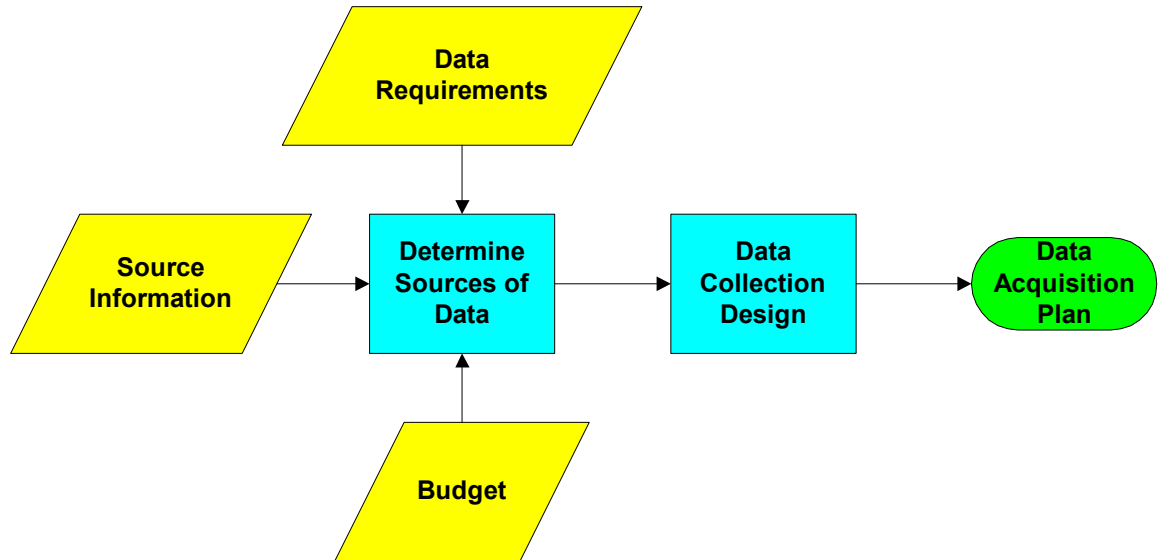 Data
Requirements
Source
Information
Determine
Sources of
Data
Data
Collection
Design
Data
Acquisition
Plan
Budget